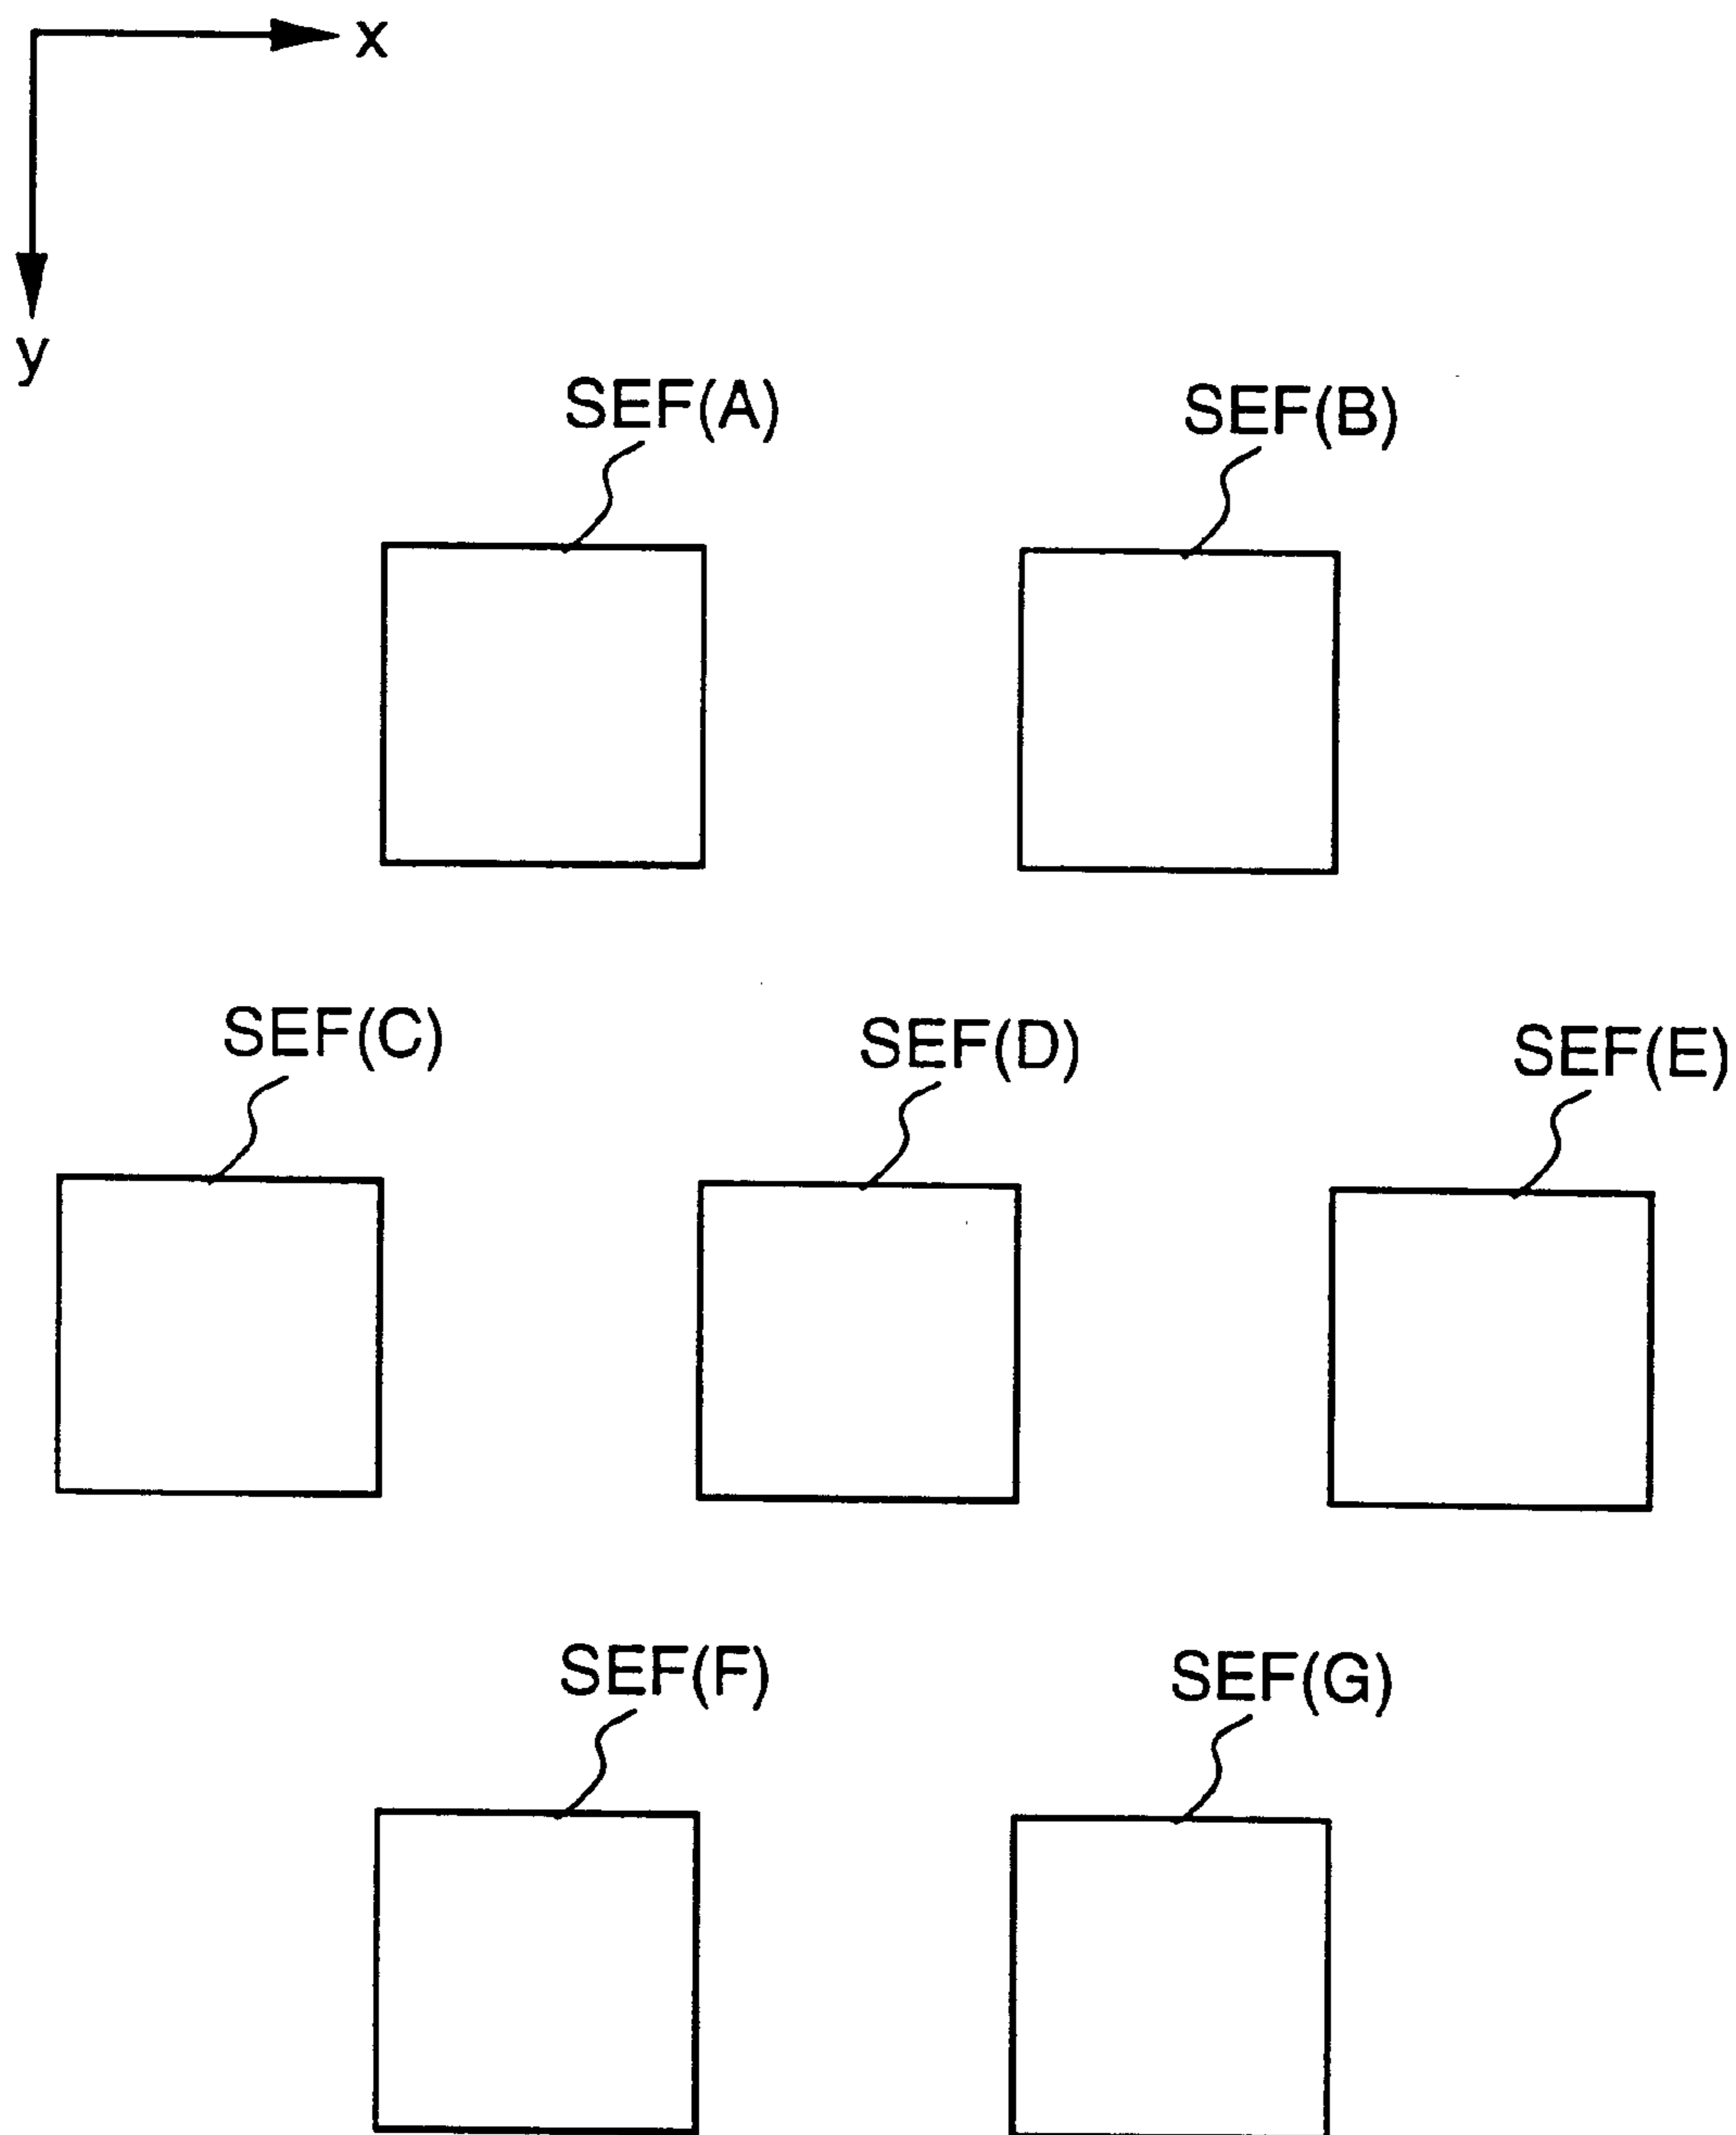 x
y
SEF(A) SEF(B)
SEF(C) SEF(D) SEF(E)
SEF(F) SEF(G)